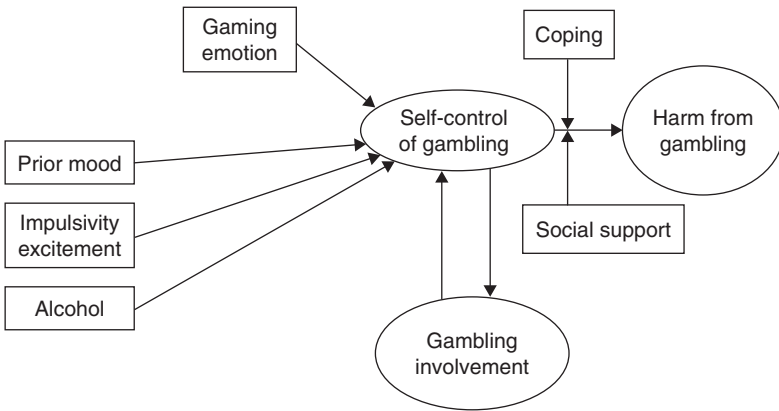 Gaming
emotion
Coping
Self-control
of gambling
Harm from
gambling
Prior mood
Impulsivity
excitement
Social support
Alcohol
Gambling
involvement